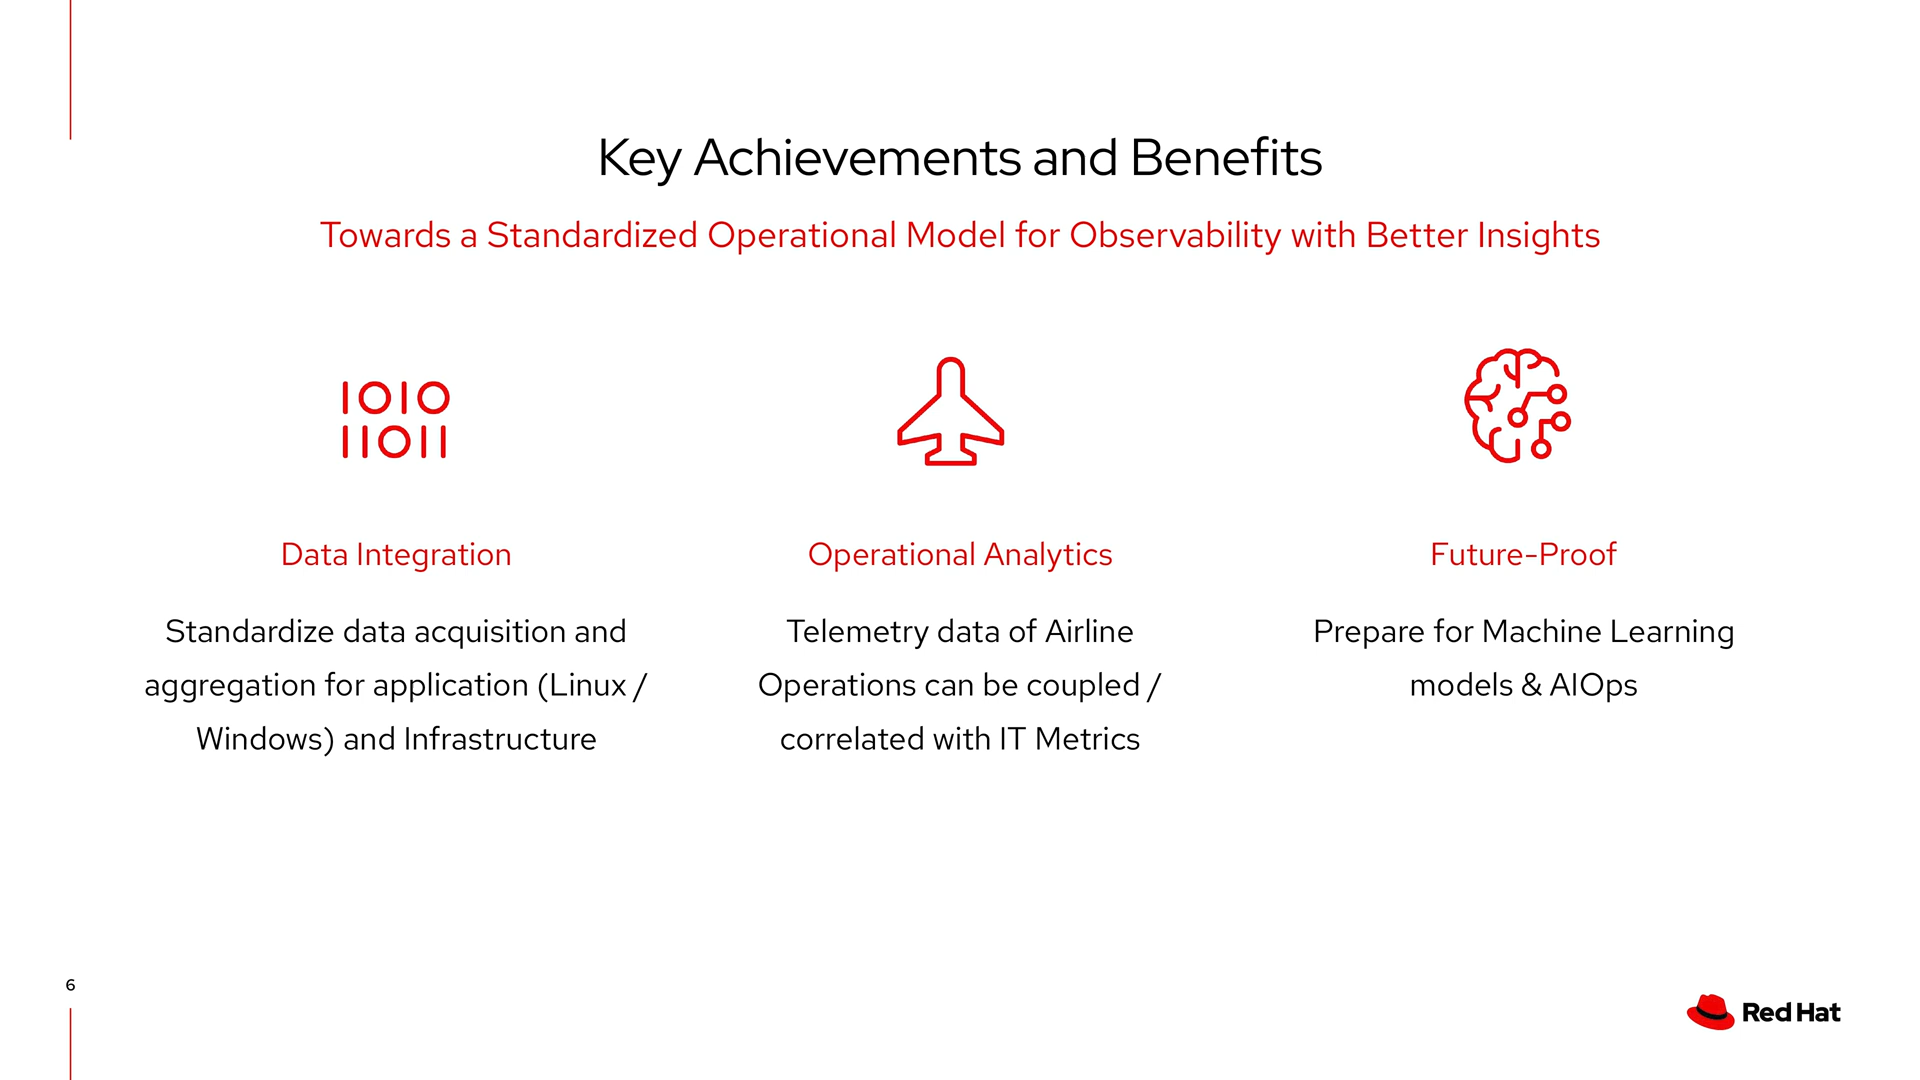 Key Achievements and Benefits
Towards a Standardized Operational Model for Observability with Better Insights
1010
11011
Data Integration
Standardize data acquisition and
aggregation for application (Linux /
Windows) and Infrastructure
Operational Analytics
Telemetry data of Airline
Operations can be coupled /
correlated with IT Metrics
Future-Proof
Prepare for Machine Learning
models & AIOps
6
Red Hat